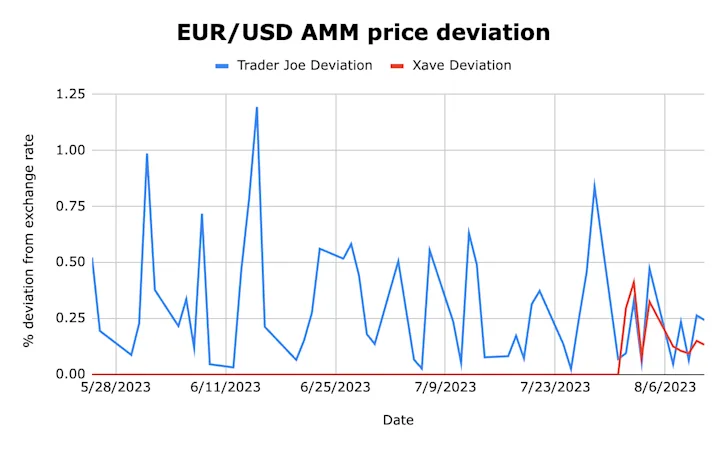 EUR/USD AMM price deviation
Trader Joe Deviation Xave Deviation
% deviation from exchange rate
1.25
1.00
0.75
0.50
0.25
0.00
5/28/2023 6/11/2023 6/25/2023 7/9/2023 7/23/2023 8/6/2023
Date